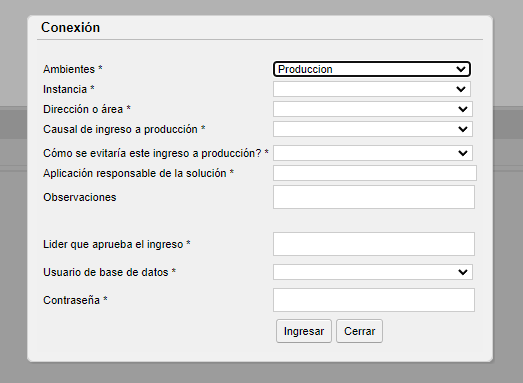 Conexión
Ambientes * Produccion
Instancia *
Dirección o área *
Causal de ingreso a producción *
Cómo se evitaría este ingreso a producción? *
Aplicación responsable de la solución *
Observaciones
Lider que aprueba el ingreso *
Usuario de base de datos *
Contraseña *
Ingresar Cerrar